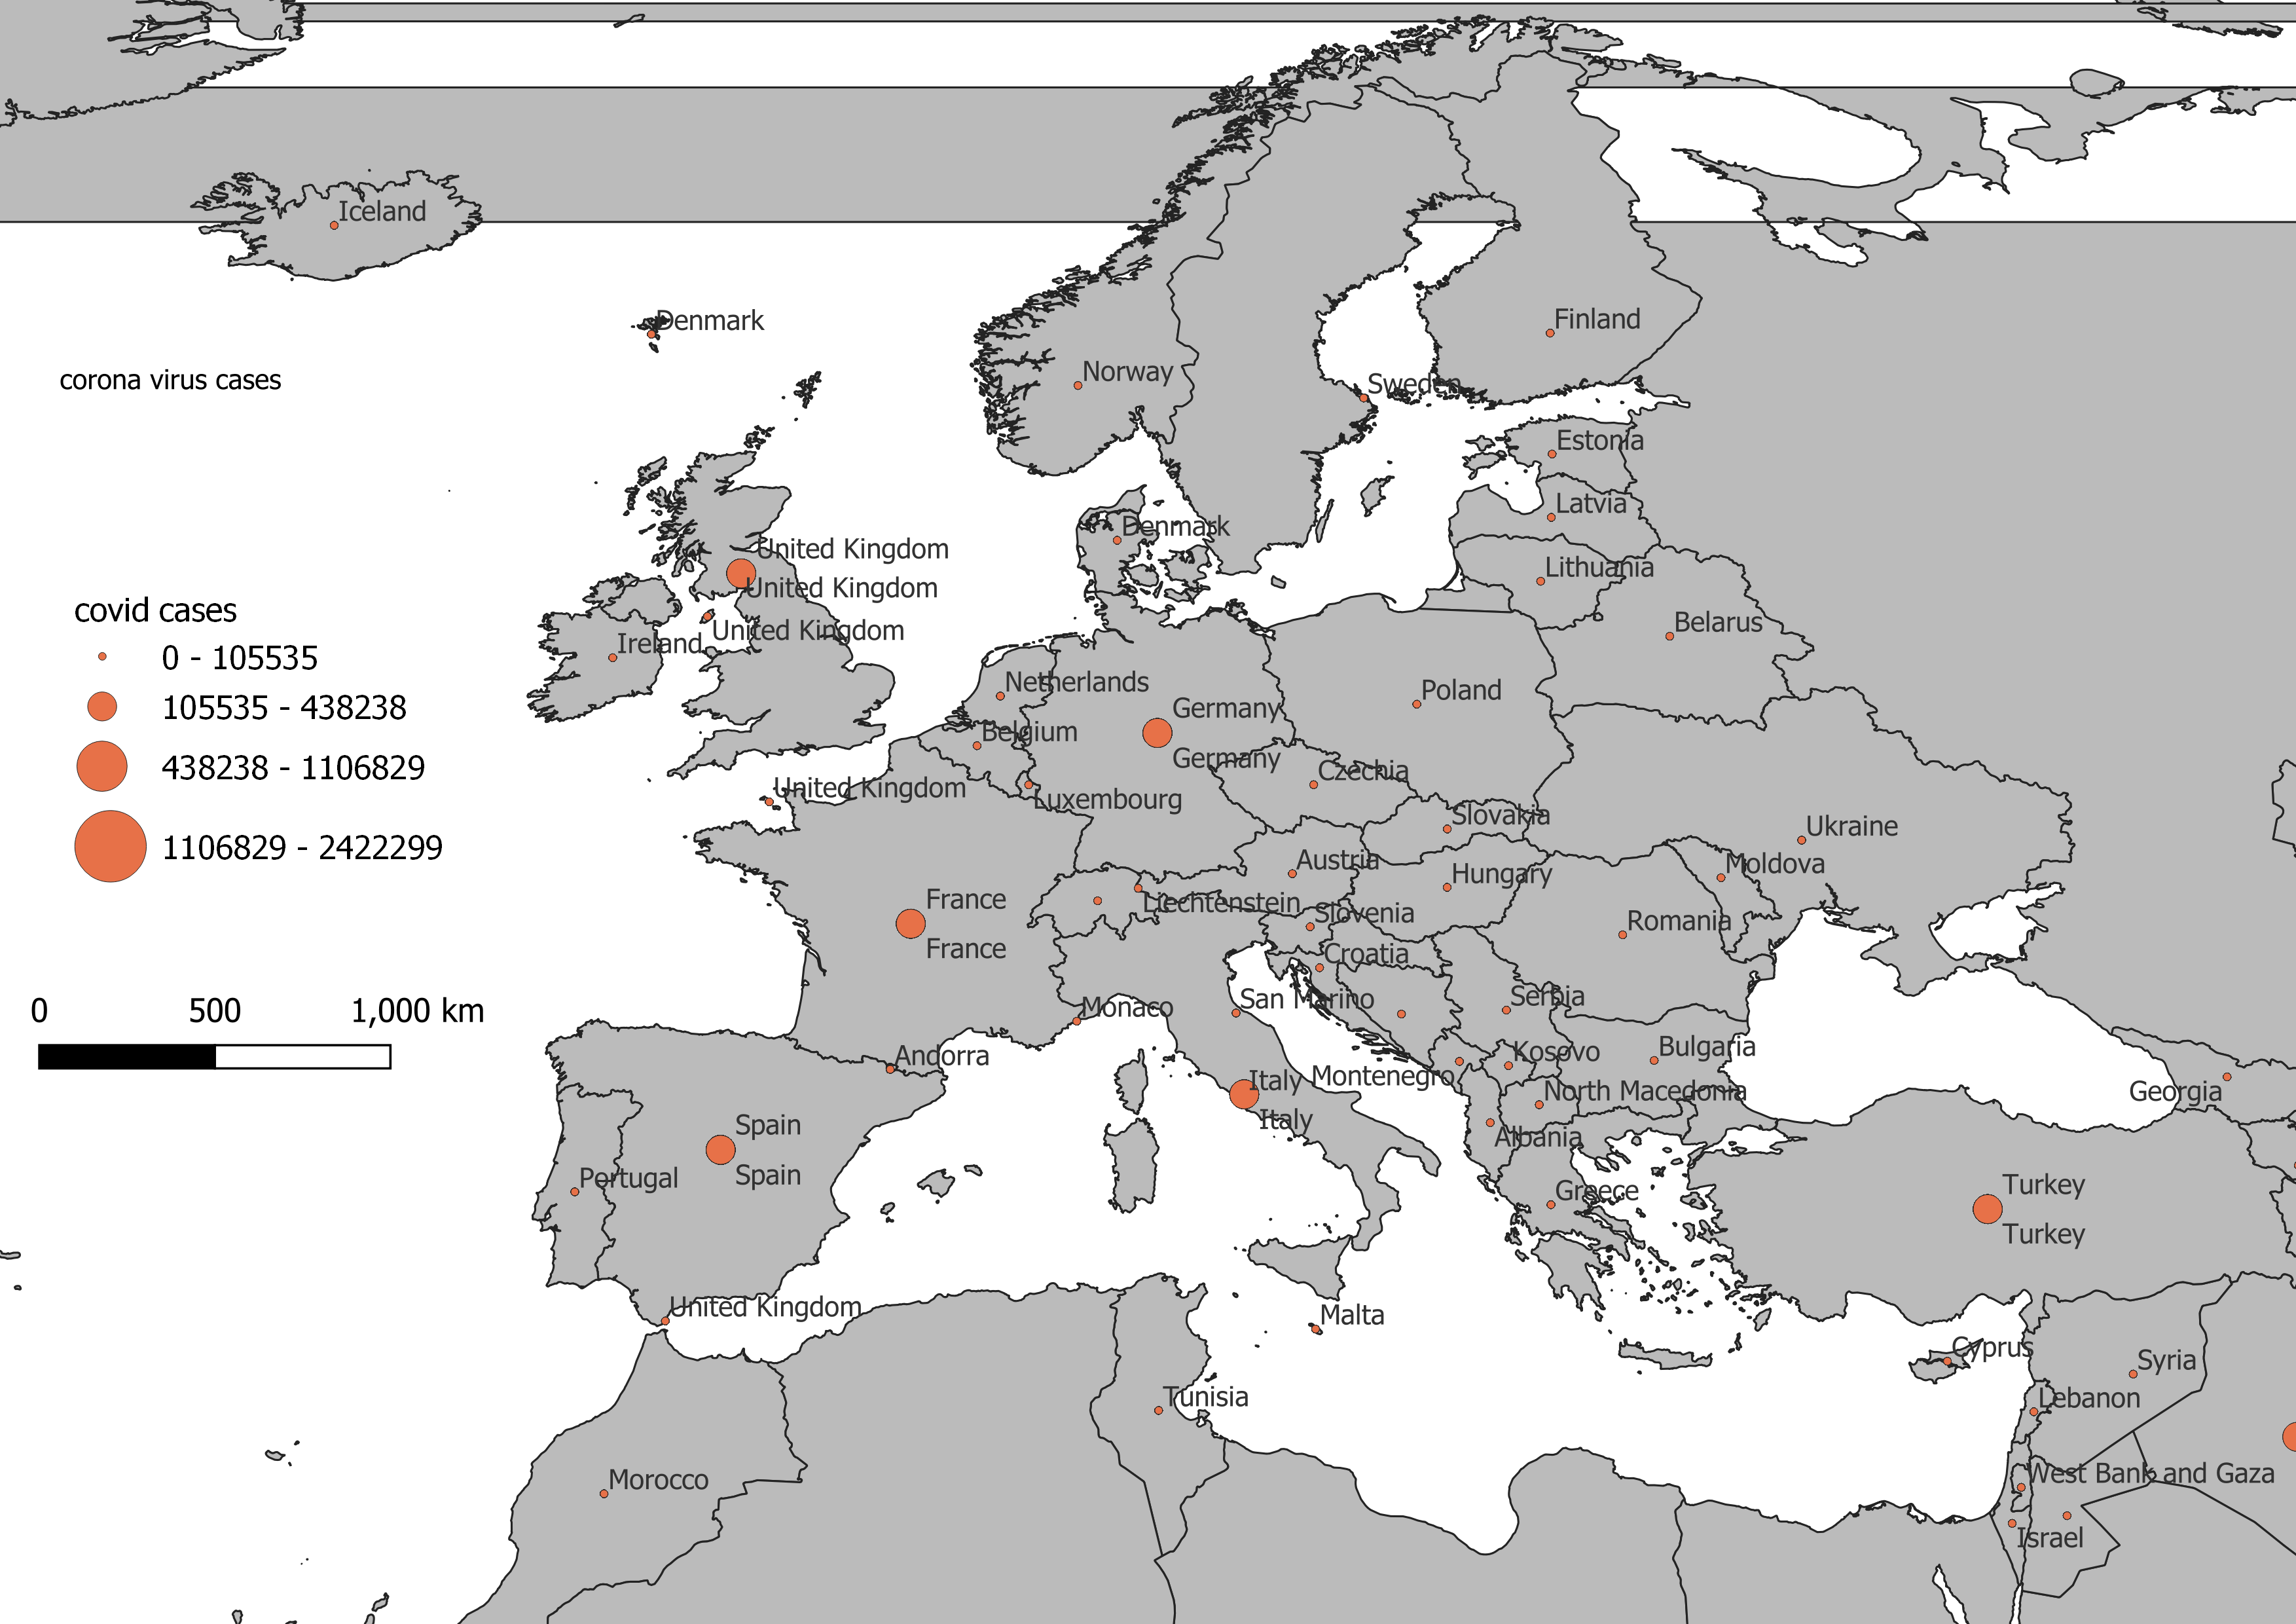 Iceland
Denmark
Finland
Norway
corona virus cases
Sweden
Estonia
Latvia
Denmark
United Kingdom
Lithuania
United Kingdom
covid cases
Belarus
United Kingdom
Ireland
0 - 105535
Netherlands
Poland
105535 - 438238
Germany
Belgium
Germany
438238 - 1106829
Czechia
United Kingdom
Luxembourg
Slovakia
Ukraine
1106829 - 2422299
Austria
Moldova
Hungary
France
Liechtenstein
Slovenia
Romania
France
Croatia
Serbia
San Marino
Monaco
0 500 1,000 km
Bulgaria
Kosovo
Andorra
Montenegro
Italy
North Macedonia
Georgia
Italy
Spain
Albania
Spain
Portugal
Turkey
Greece
Turkey
United Kingdom
Malta
Cyprus
Syria
Tunisia
Lebanon
West Bank and Gaza
Morocco
Israel